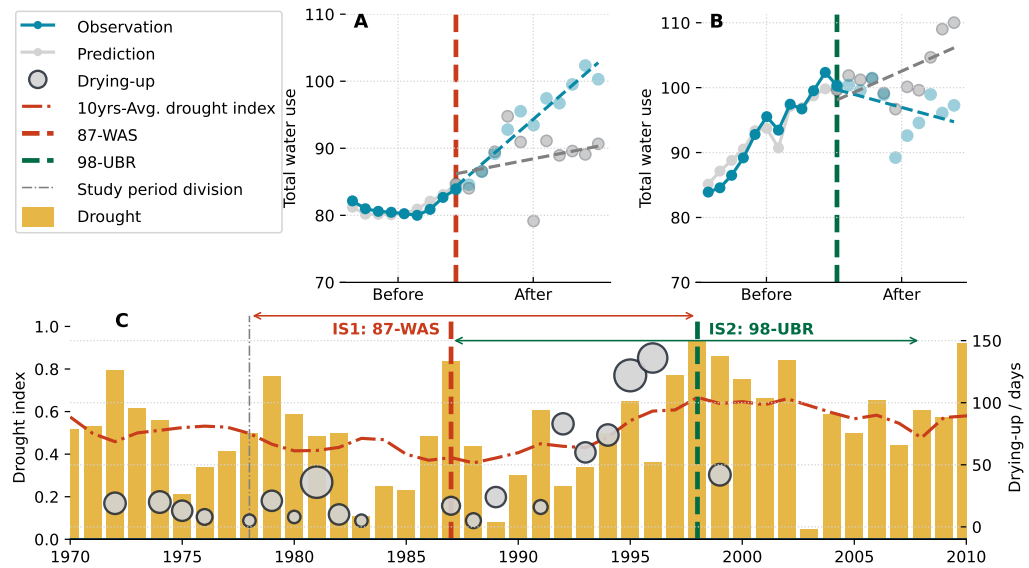 Observation
Prediction
Drying-up
10yrs-Avg. drought index
87-WAS
98-UBR
Study period division
Drought
A
110
100
90
80
70
Total water use
Before
After
B
110
100
90
80
70
Total water use
Before
After
C
IS1: 87-WAS
IS2: 98-UBR
1.0
0.8
0.6
0.4
0.2
0.0
Drought index
150
100
50
0
Drying-up / days
1970
1975
1980
1985
1990
1995
2000
2005
2010